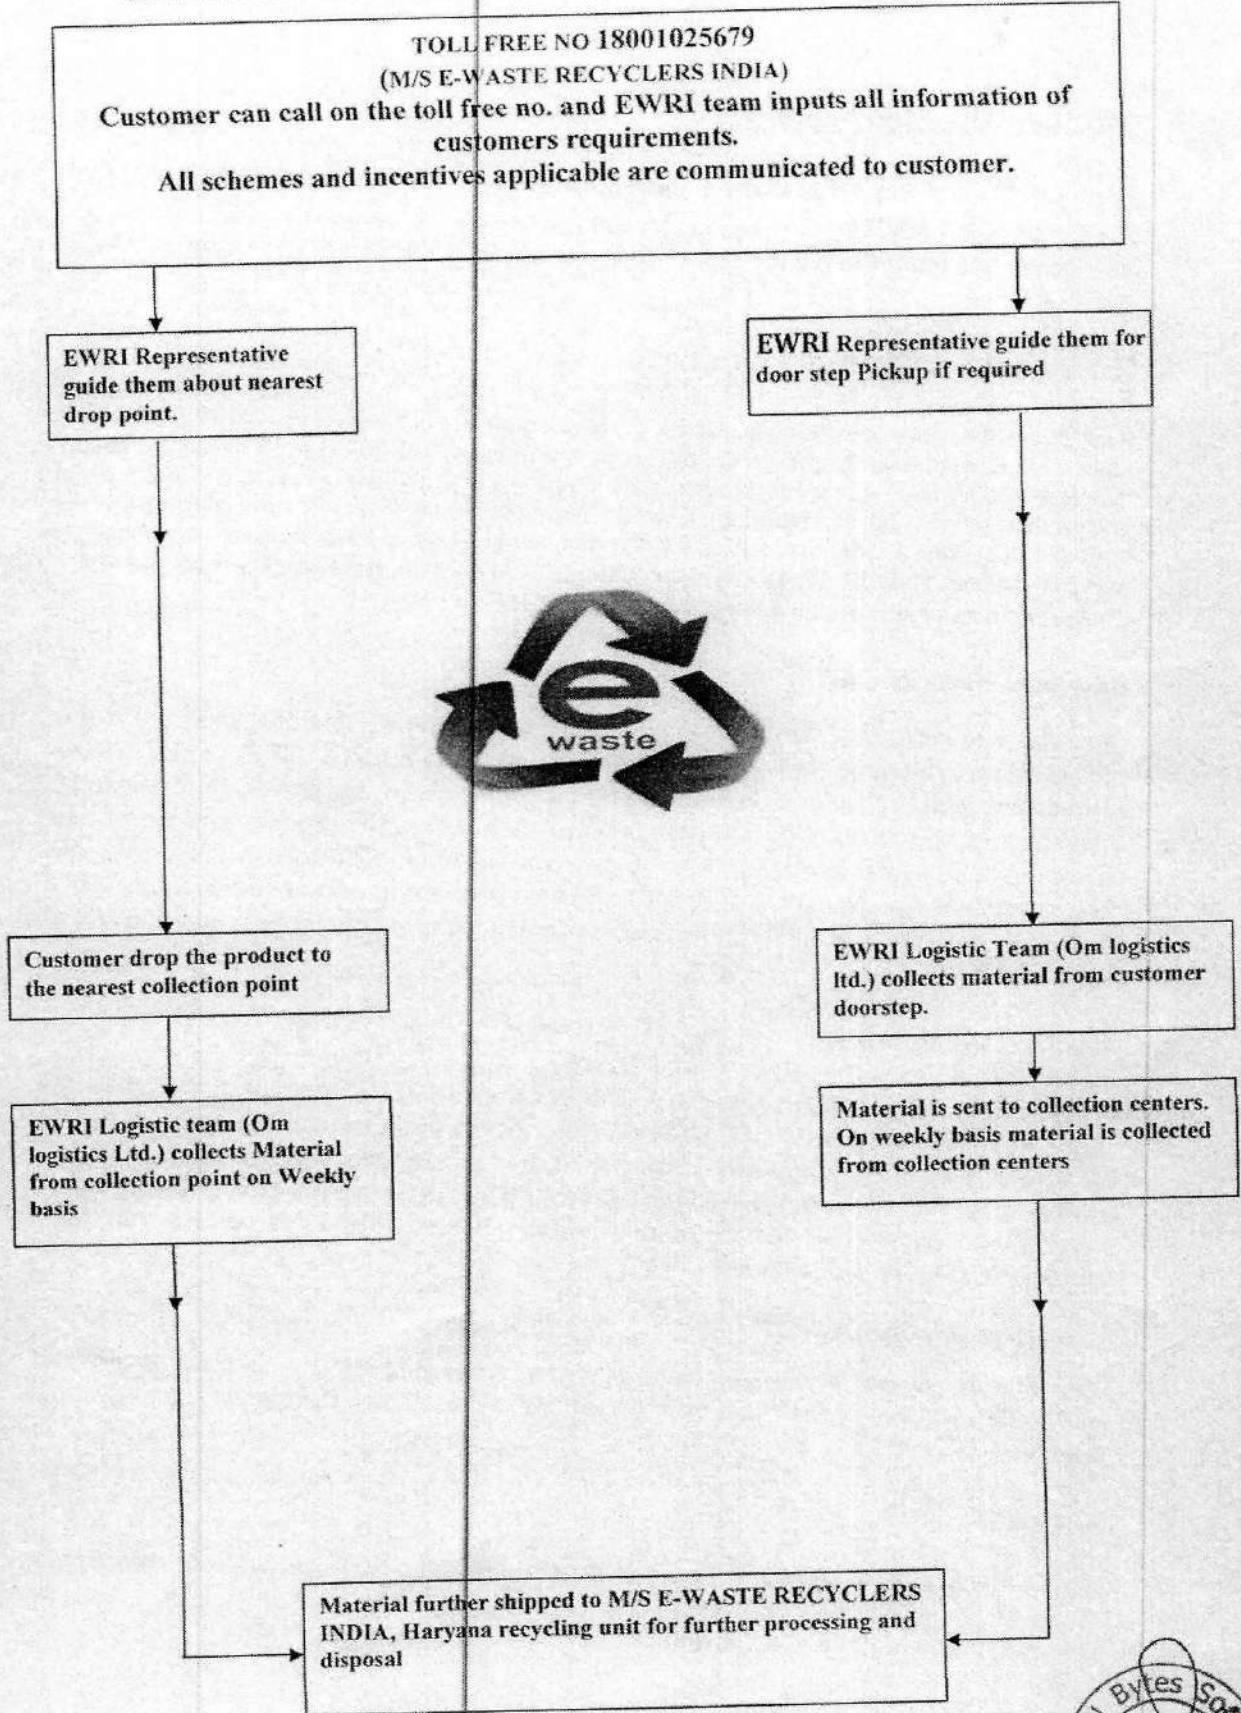 TOLL FREE NO 18001025679
(M/S E-WASTE RECYCLERS INDIA)
Customer can call on the toll free no. and EWRI team inputs all information of
customers requirements.
All schemes and incentives applicable are communicated to customer.
EWRI Representative
guide them about nearest
drop point.
EWRI Representative guide them for
door step Pickup if required
e
waste
Customer drop the product to
the nearest collection point
EWRI Logistic Team (Om logistics
ltd.) collects material from customer
doorstep.
EWRI Logistic team (Om
logistics Ltd.) collects Material
from collection point on Weekly
basis
Material is sent to collection centers.
On weekly basis material is collected
from collection centers
Material further shipped to M/S E-WASTE RECYCLERS
INDIA, Haryana recycling unit for further processing and
disposal
Bytes